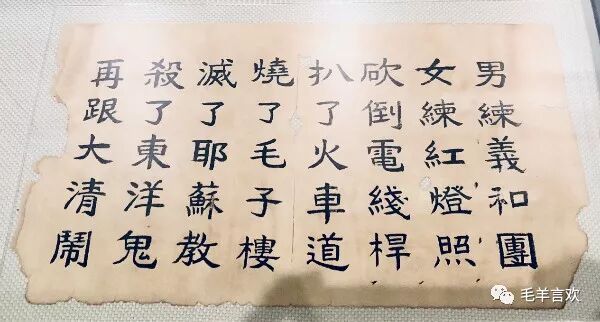 男練義和團
女練紅燈照
砍倒電綫桿
扒了火車道
燒了毛子樓
滅了耶蘇教
殺了東洋鬼
再跟大清鬧
毛羊言欢